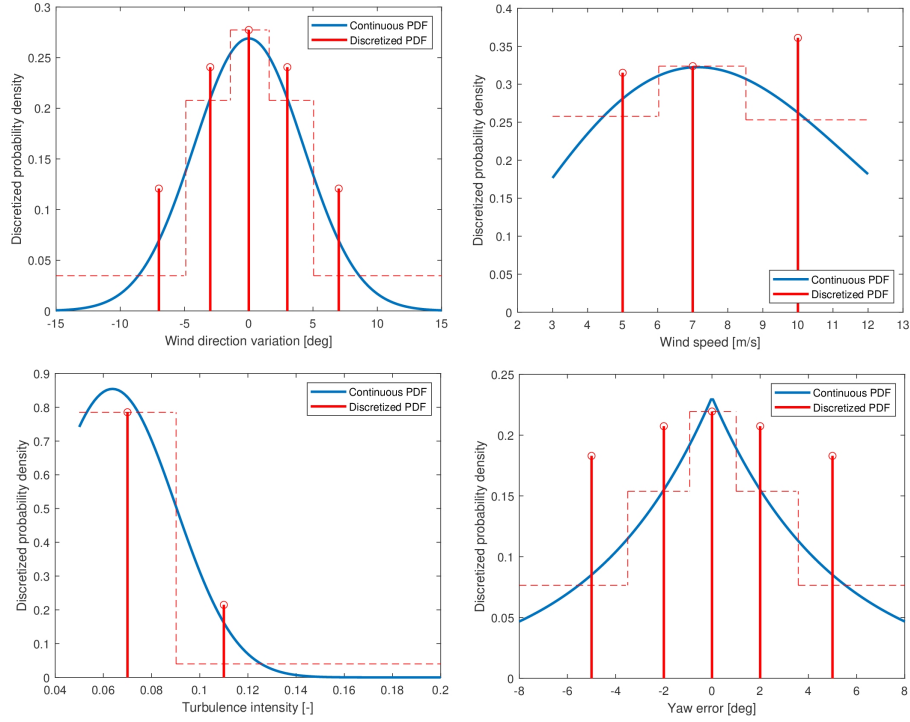 0.3
0.25
0.2
0.15
0.1
0.05
0
Discretized probability density
Continuous PDF
Discretized PDF
-15 -10 -5 0 5 10 15
Wind direction variation [deg]
0.4
0.35
0.3
0.25
0.2
0.15
0.1
0.05
0
Discretized probability density
Continuous PDF
Discretized PDF
2 3 4 5 6 7 8 9 10 11 12 13
Wind speed [m/s]
0.9
0.8
0.7
0.6
0.5
0.4
0.3
0.2
0.1
0
Discretized probability density
Continuous PDF
Discretized PDF
0.04 0.06 0.08 0.1 0.12 0.14 0.16 0.18 0.2
Turbulence intensity [-]
0.25
0.2
0.15
0.1
0.05
0
Discretized probability density
Continuous PDF
Discretized PDF
-8 -6 -4 -2 0 2 4 6 8
Yaw error [deg]